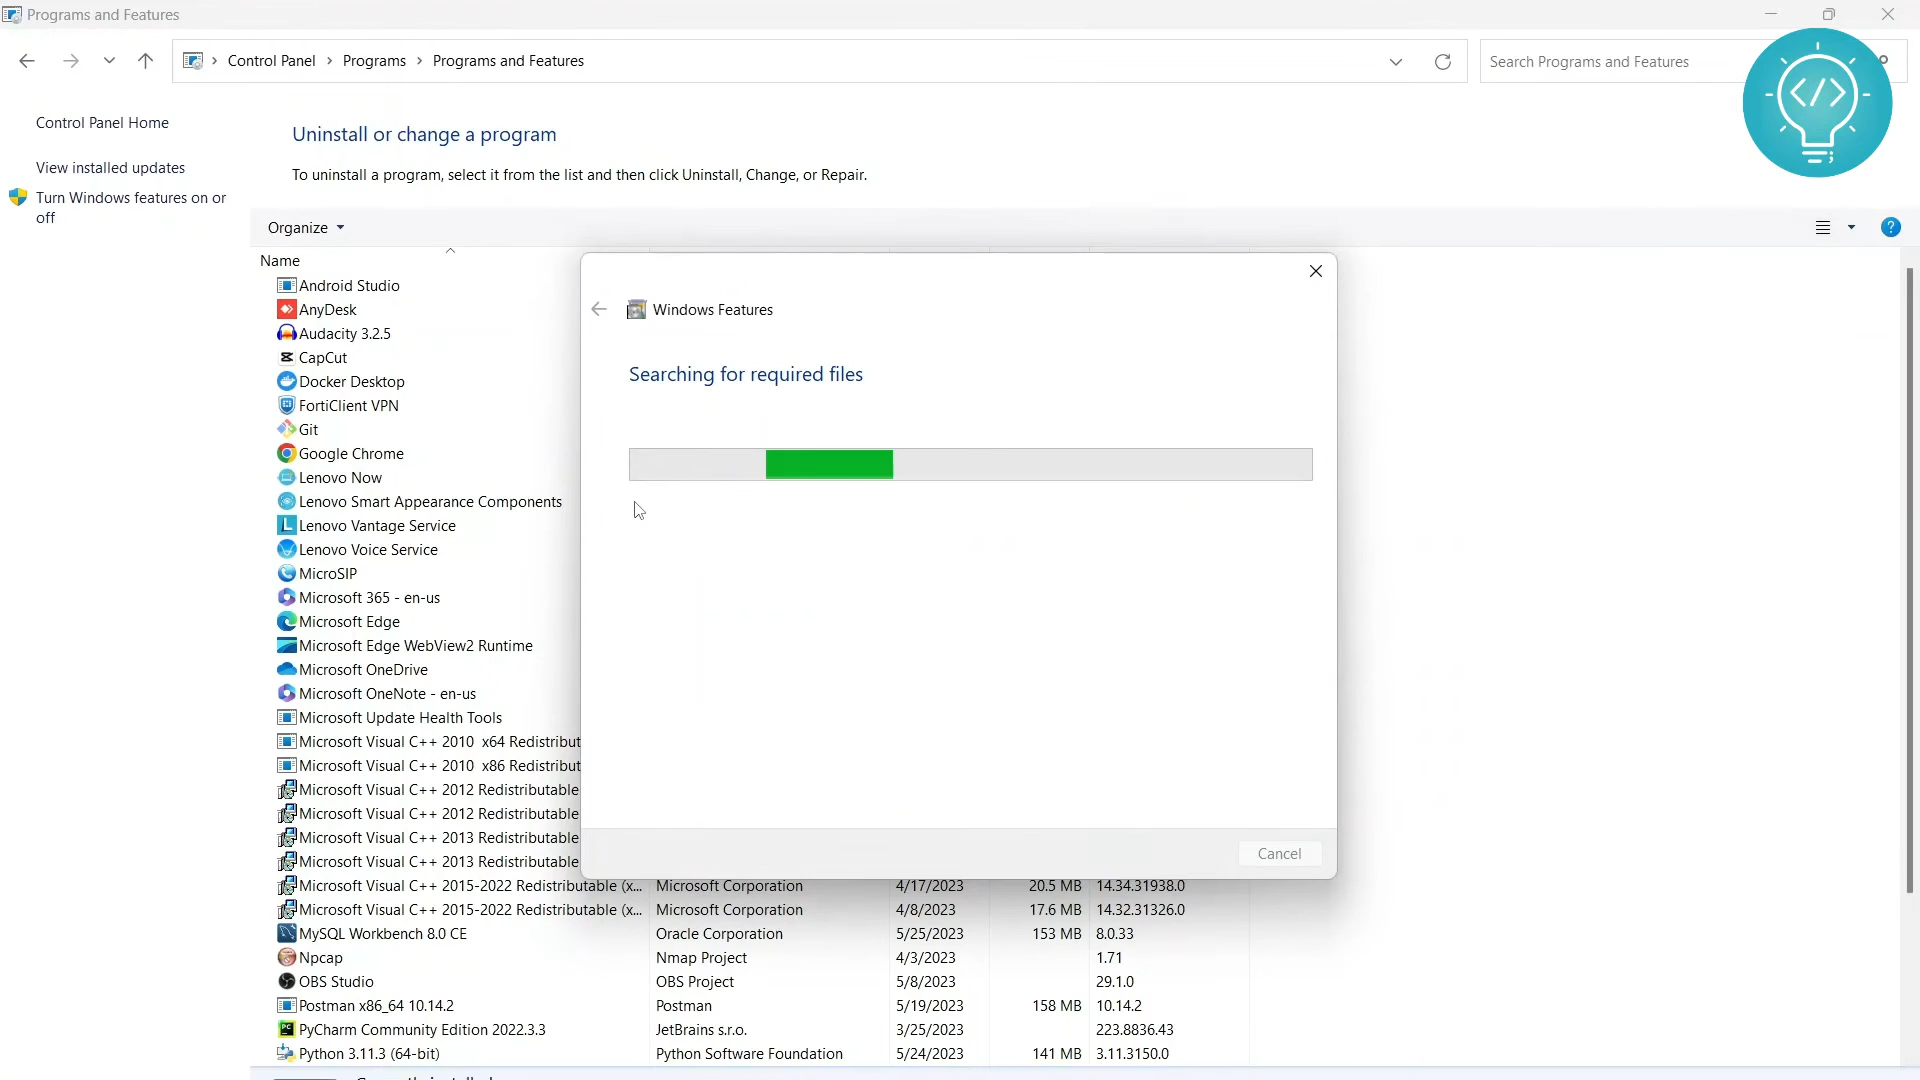 Programs and Features
Control Panel > Programs > Programs and Features
Search Programs and Features
</>
Control Panel Home
View installed updates
Turn Windows features on or
off
Uninstall or change a program
To uninstall a program, select it from the list and then click Uninstall, Change, or Repair.
Organize
?
Name
Android Studio
AnyDesk
Audacity 3.2.5
CapCut
Docker Desktop
FortiClient VPN
Git
Google Chrome
Lenovo Now
Lenovo Smart Appearance Components
Lenovo Vantage Service
Lenovo Voice Service
MicroSIP
Microsoft 365 - en-us
Microsoft Edge
Microsoft Edge WebView2 Runtime
Microsoft OneDrive
Microsoft OneNote - en-us
Microsoft Update Health Tools
Microsoft Visual C++ 2010 x64 Redistribut
Microsoft Visual C++ 2010 x86 Redistribut
Microsoft Visual C++ 2012 Redistributable
Microsoft Visual C++ 2012 Redistributable
Microsoft Visual C++ 2013 Redistributable
Microsoft Visual C++ 2013 Redistributable
Microsoft Visual C++ 2015-2022 Redistributable (x... Microsoft Corporation 4/17/2023 20.5 MB 14.34.31938.0
Microsoft Visual C++ 2015-2022 Redistributable (x... Microsoft Corporation 4/8/2023 17.6 MB 14.32.31326.0
MySQL Workbench 8.0 CE Oracle Corporation 5/25/2023 153 MB 8.0.33
Npcap Nmap Project 4/3/2023 1.71
OBS Studio OBS Project 5/8/2023 29.1.0
Postman x86_64 10.14.2 Postman 5/19/2023 158 MB 10.14.2
PyCharm Community Edition 2022.3.3 JetBrains s.r.o. 3/25/2023 223.8836.43
Python 3.11.3 (64-bit) Python Software Foundation 5/24/2023 141 MB 3.11.3150.0
Windows Features
Searching for required files
Cancel